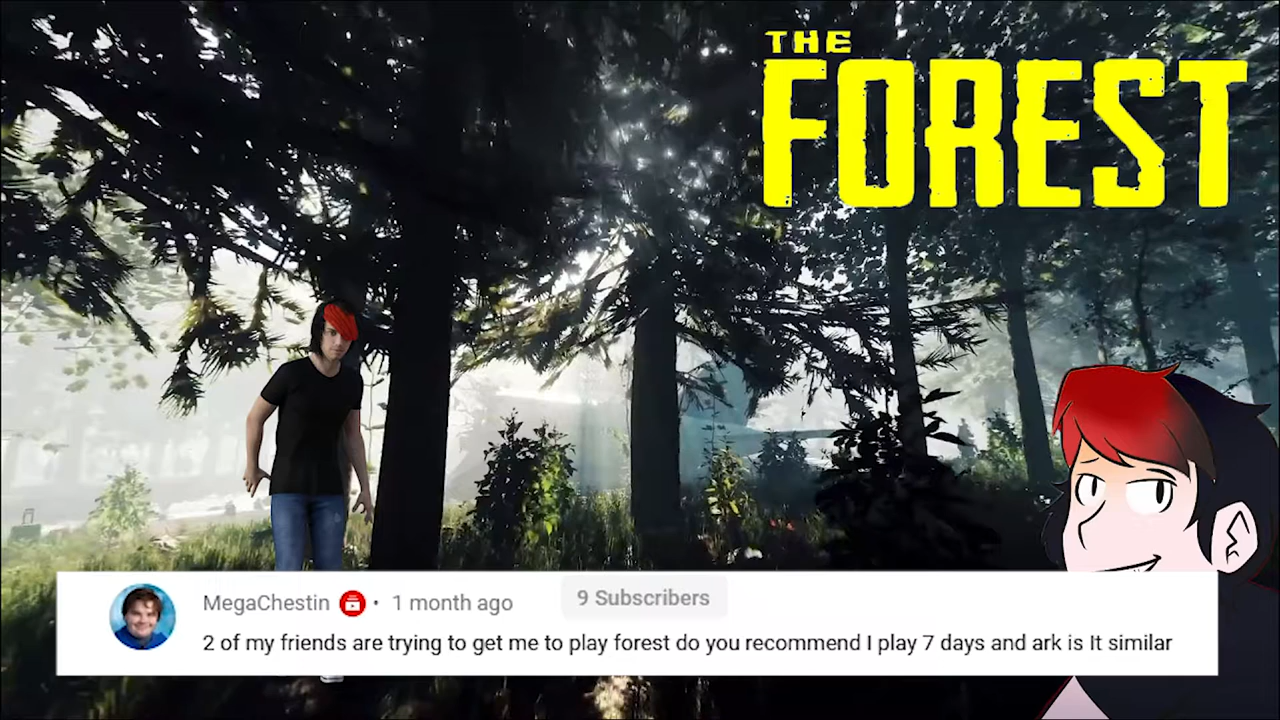 THE
FOREST
MegaChestin • 1 month ago 9 Subscribers
2 of my friends are trying to get me to play forest do you recommend I play 7 days and ark is It similar